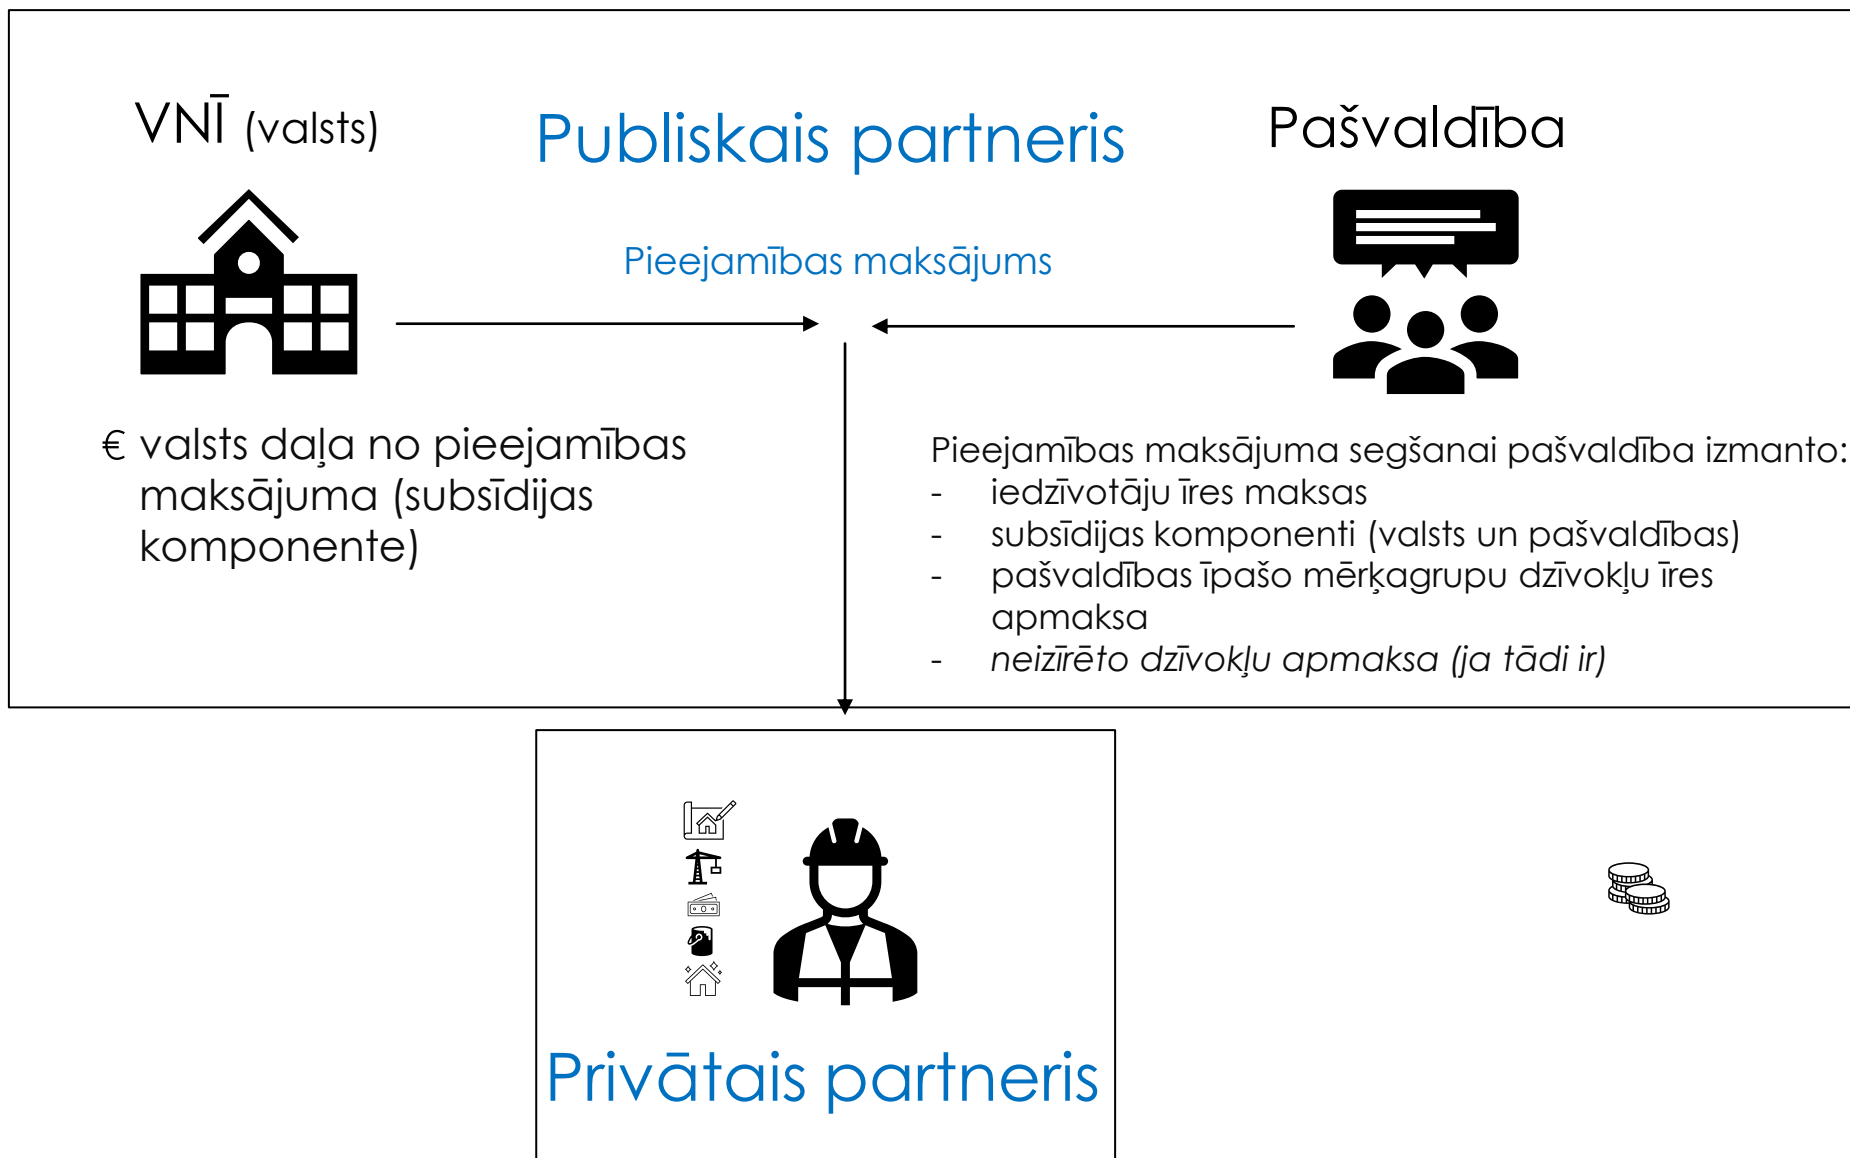 VNĪ (valsts)
Publiskais partneris
Pašvaldība
Pieejamības maksājums
€ valsts daļa no pieejamības
maksājuma (subsīdijas
komponente)
Pieejamības maksājuma segšanai pašvaldība izmanto:
- iedzīvotāju īres maksas
- subsīdijas komponenti (valsts un pašvaldības)
- pašvaldības īpašo mērķagrupu dzīvokļu īres
apmaksa
- neizīrēto dzīvokļu apmaksa (ja tādi ir)
Privātais partneris